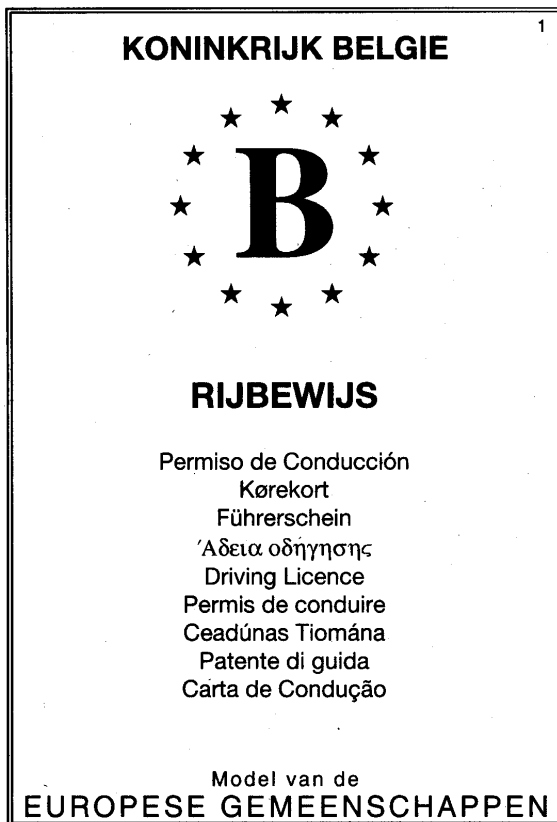 1
KONINKRIJK BELGIE
B
RIJBEWIJS
Permiso de Conducción
Kørekort
Führerschein
Άδεια οδήγησης
Driving Licence
Permis de conduire
Ceadúnas Tiomána
Patente di guida
Carta de Condução
Model van de
EUROPESE GEMEENSCHAPPEN